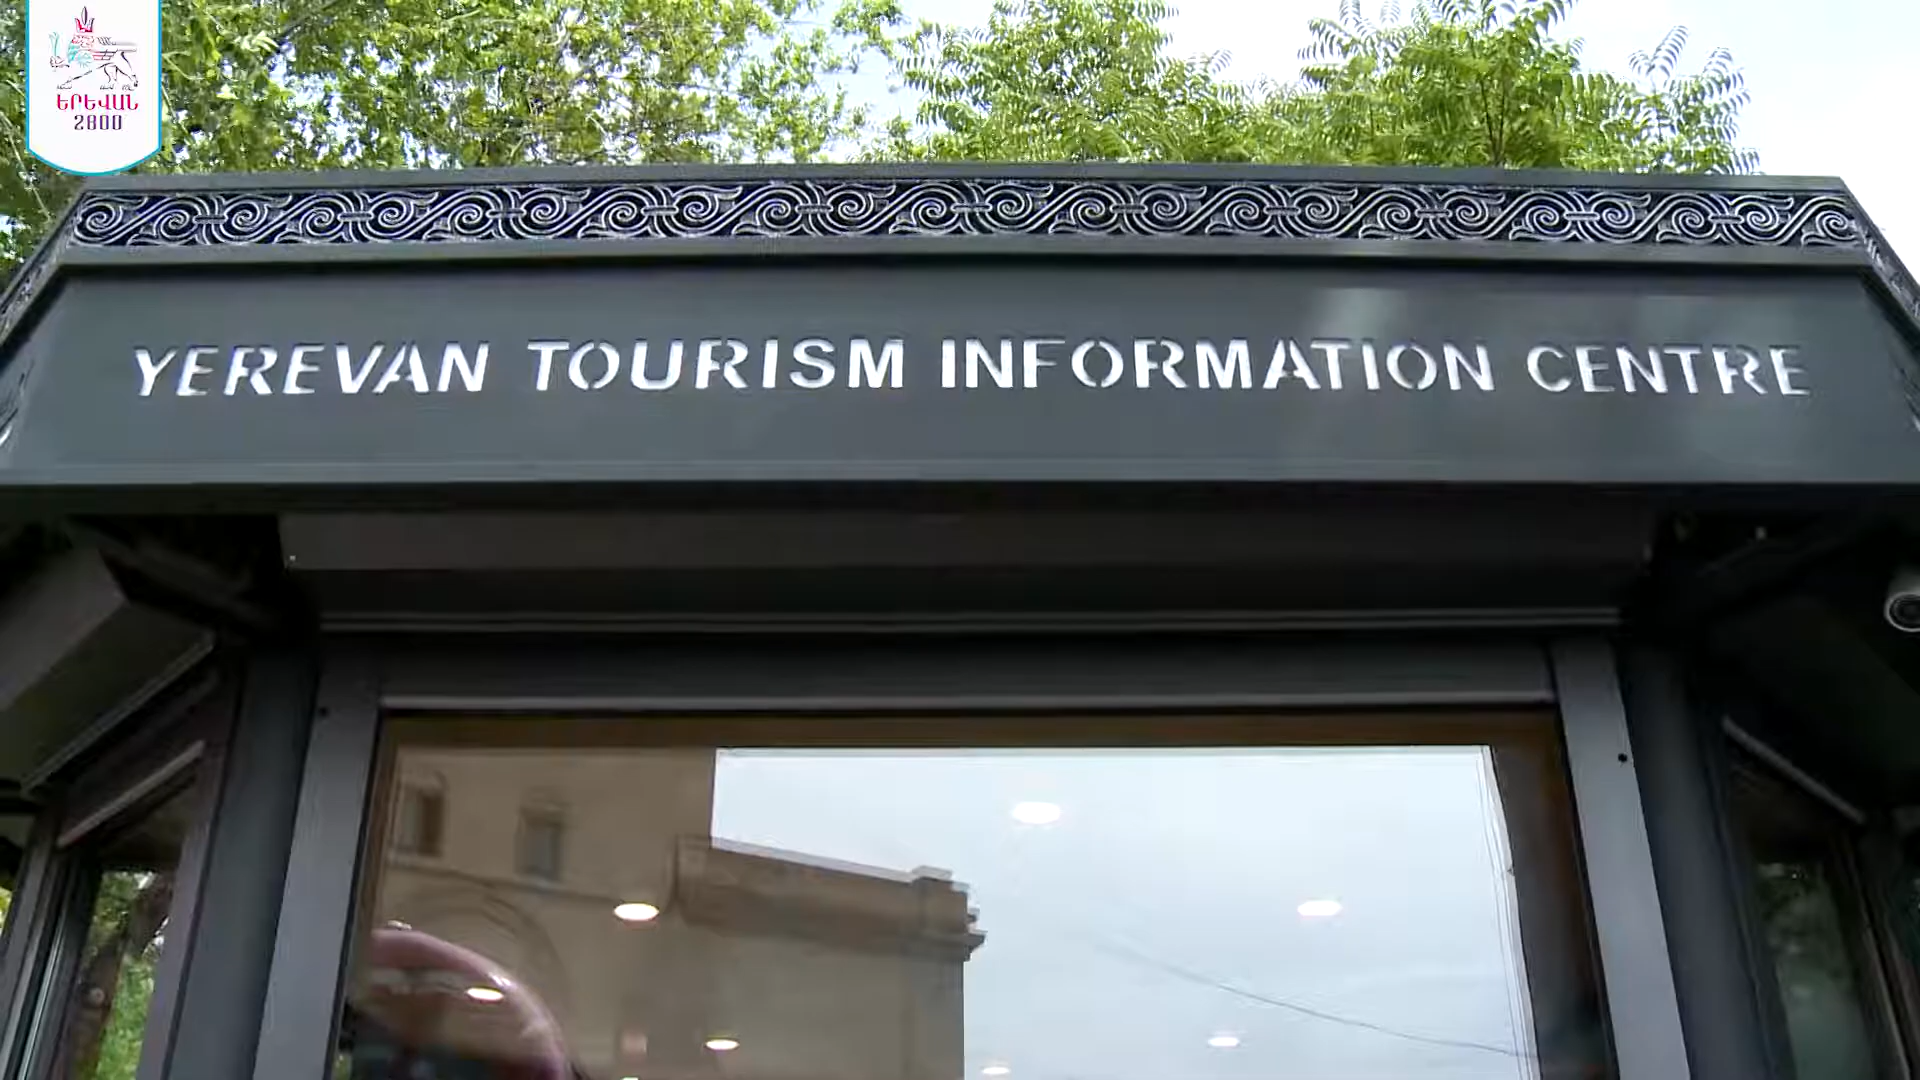 ԵՐԵՎԱՆ
2800
YEREVAN TOURISM INFORMATION CENTRE